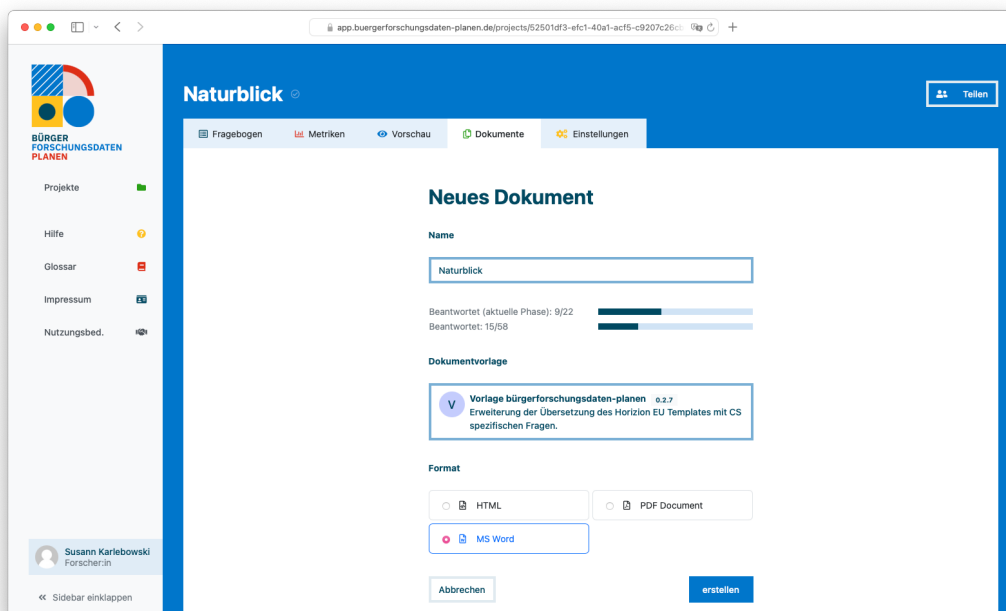 app.buergerforschungsdaten-planen.de/projects/52501df3-efc1-40a1-acf5-c9207c26c
BÜRGER
FORSCHUNGSDATEN
PLANEN
Projekte
Hilfe
Glossar
Impressum
Nutzungsbed.
Susann Karlebowski
Forscher:in
Sidebar einklappen
Naturblick
Teilen
Fragebogen
Metriken
Vorschau
Dokumente
Einstellungen
Neues Dokument
Name
Naturblick
Beantwortet (aktuelle Phase): 9/22
Beantwortet: 15/58
Dokumentvorlage
V
Vorlage bürgerforschungsdaten-planen 0.2.7
Erweiterung der Übersetzung des Horizion EU Templates mit CS
spezifischen Fragen.
Format
HTML
PDF Document
MS Word
Abbrechen
erstellen